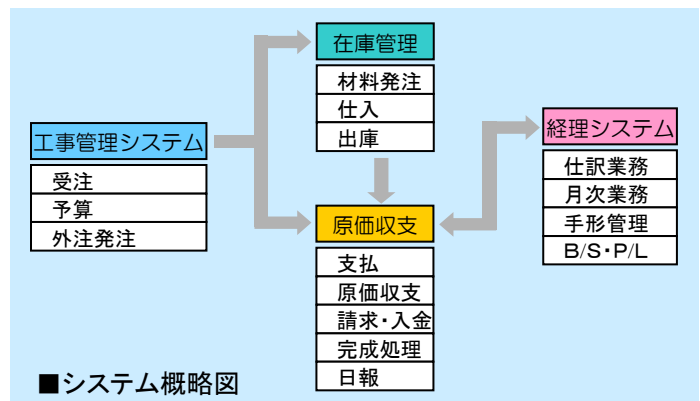 在庫管理
材料発注
仕入
出庫
工事管理システム
受注
予算
外注発注
原価収支
支払
原価収支
請求・入金
完成処理
日報
経理システム
仕訳業務
月次業務
手形管理
B/S・P/L
■システム概略図